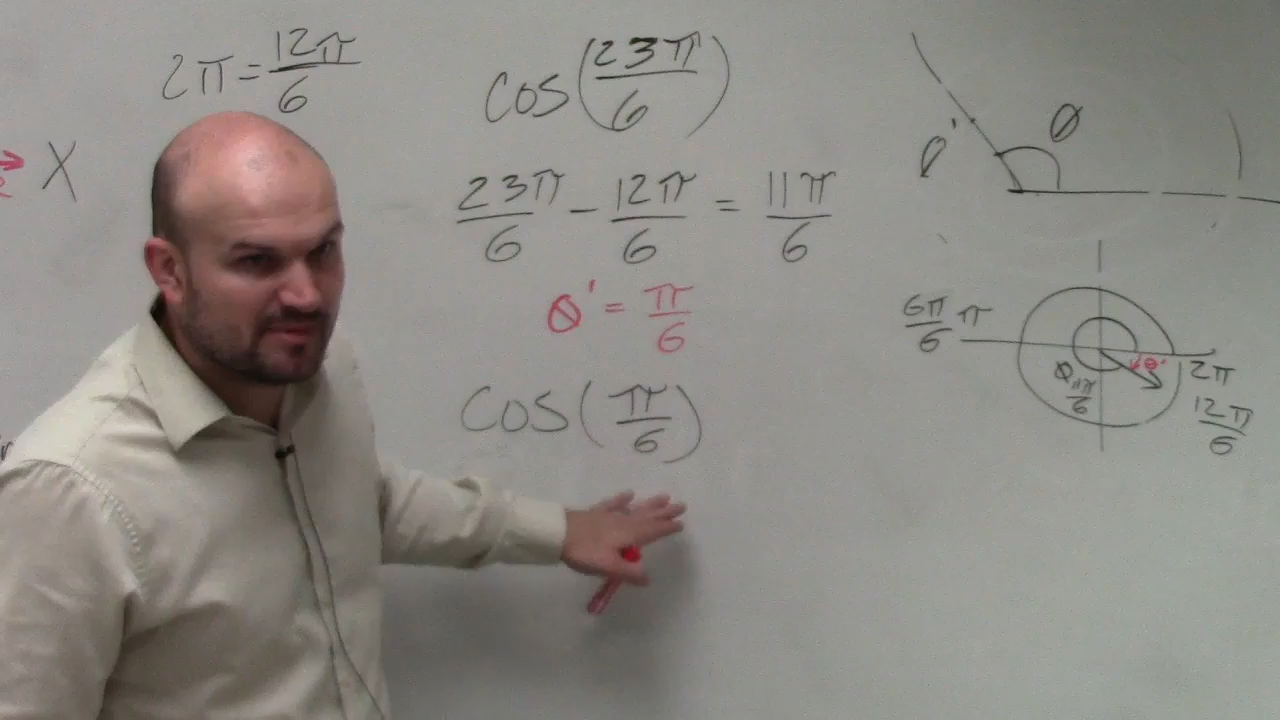 2π = 12π/6
cos(23π/6)
X
23π/6 - 12π/6 = 11π/6
θ' = π/6
cos(π/6)
θ'
θ
6π/6 π
θ'
θ 11π/6
2π
12π/6